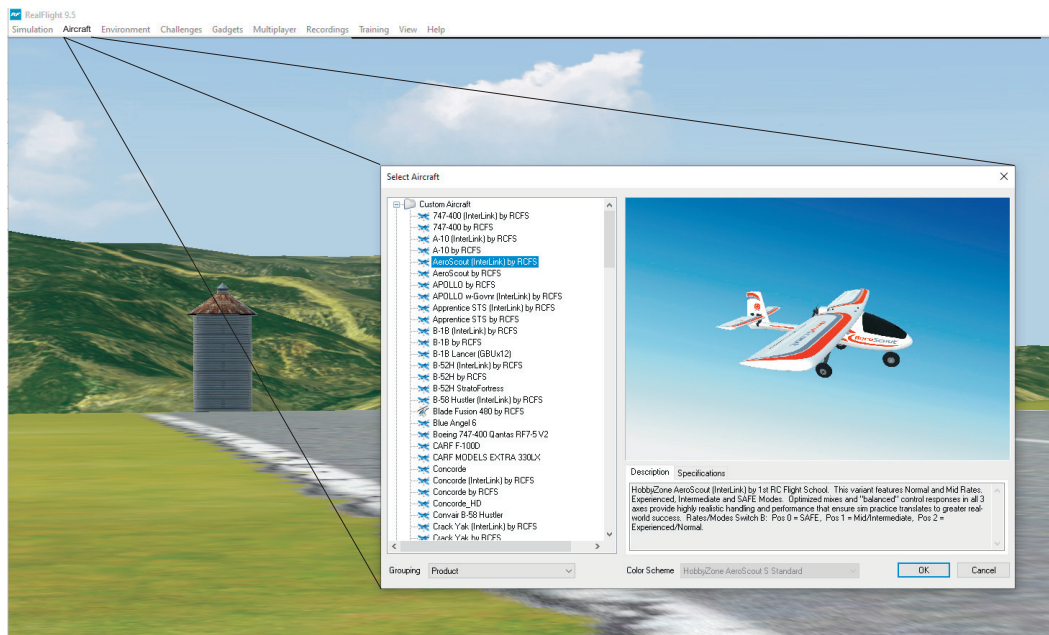 RealFlight 9.5
Simulation Aircraft Environment Challenges Gadgets Multiplayer Recordings Training View Help
Select Aircraft
Custom Aircraft
747-400 (InterLink) by RCFS
747-400 by RCFS
A-10 (InterLink) by RCFS
A-10 by RCFS
AeroScout (InterLink) by RCFS
AeroScout by RCFS
APOLLO by RCFS
APOLLO w-Govnr (InterLink) by RCFS
Apprentice STS (InterLink) by RCFS
Apprentice STS by RCFS
B-1B (InterLink) by RCFS
B-1B by RCFS
B-1B Lancer (GBUx12)
B-52H (InterLink) by RCFS
B-52H by RCFS
B-52H StratoFortress
B-58 Hustler (InterLink) by RCFS
Blade Fusion 480 by RCFS
Blue Angel 6
Boeing 747-400 Qantas RF7-5 V2
CARF F-100D
CARF MODELS EXTRA 330LX
Concorde
Concorde (InterLink) by RCFS
Concorde by RCFS
Concorde_HD
Convair B-58 Hustler
Crack Yak (InterLink) by RCFS
Crack Yak by RCFS
AeroScout
Description Specifications
HobbyZone AeroScout (InterLink) by 1st RC Flight School. This variant features Normal and Mid Rates.
Experienced, Intermediate and SAFE Modes. Optimized mixes and "balanced" control responses in all 3
axes provide highly realistic handling and performance that ensure sim practice translates to greater real-
world success. Rates/Modes Switch B: Pos 0 = SAFE, Pos 1 = Mid/Intermediate, Pos 2 =
Experienced/Normal.
Grouping Product
Color Scheme HobbyZone AeroScout S Standard
OK Cancel